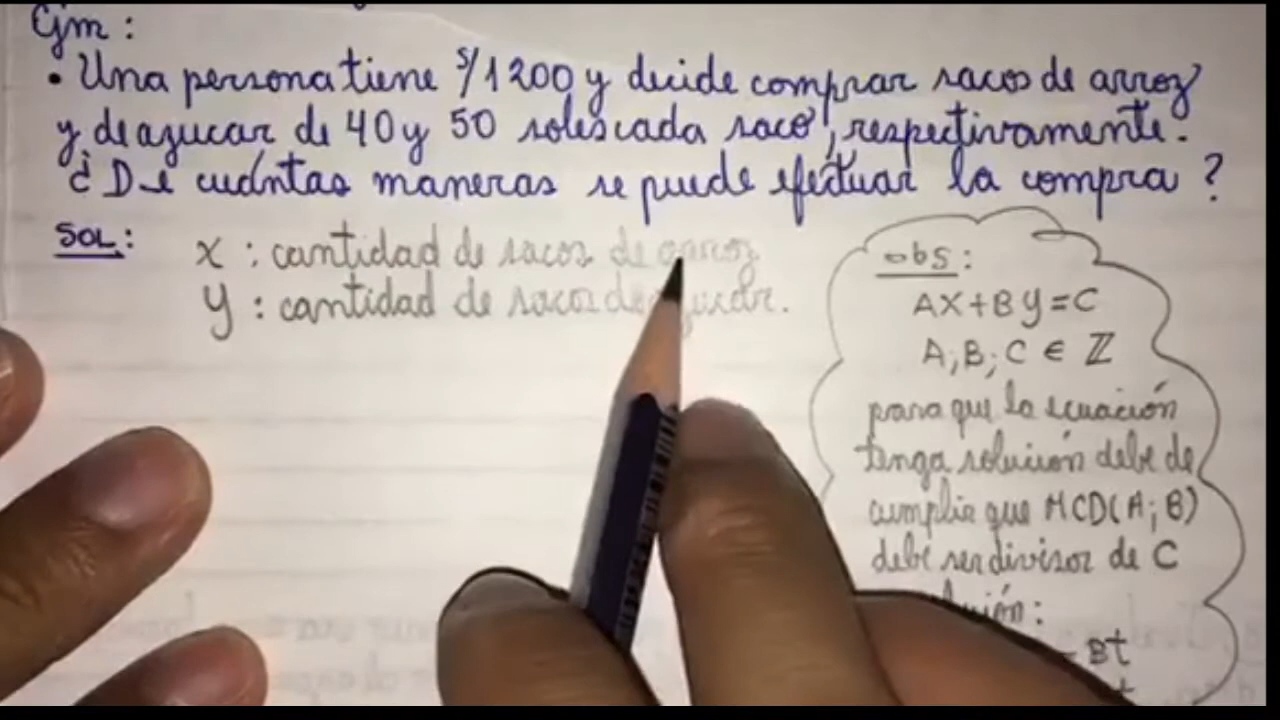 Ejm :
• Una persona tiene S/1200 y decide comprar sacos de arroz
y de azucar de 40 y 50 soles cada saco, respectivamente.
¿ De cuántas maneras se puede efectuar la compra ?
SOL :
x : cantidad de sacos de arroz
y : cantidad de sacos de
obs :
AX+BY=C
A; B; C ∈ ℤ
para que la ecuación
tenga solución debe de
cumplir que MCD(A; B)
debe ser divisor de C
Bt